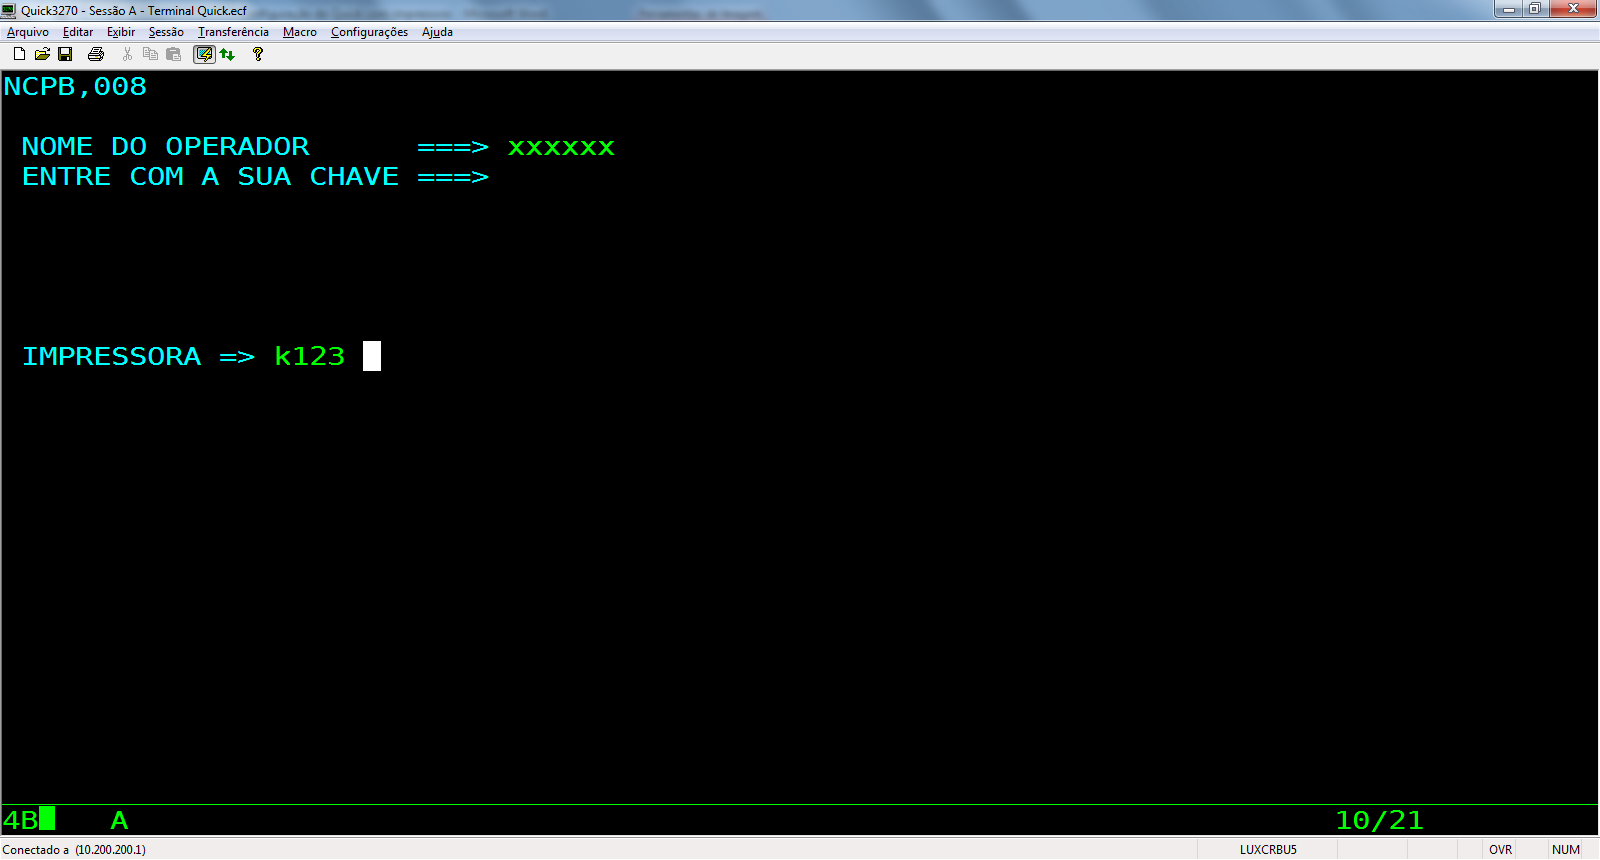 Quick3270 - Sessão A - Terminal Quick.ecf
Arquivo Editar Exibir Sessão Transferência Macro Configurações Ajuda
NCPB,008
NOME DO OPERADOR ===> xxxxxx
ENTRE COM A SUA CHAVE ===>
IMPRESSORA => k123
4B A 10/21
Conectado a (10.200.200.1) LUXCRBU5 OVR NUM